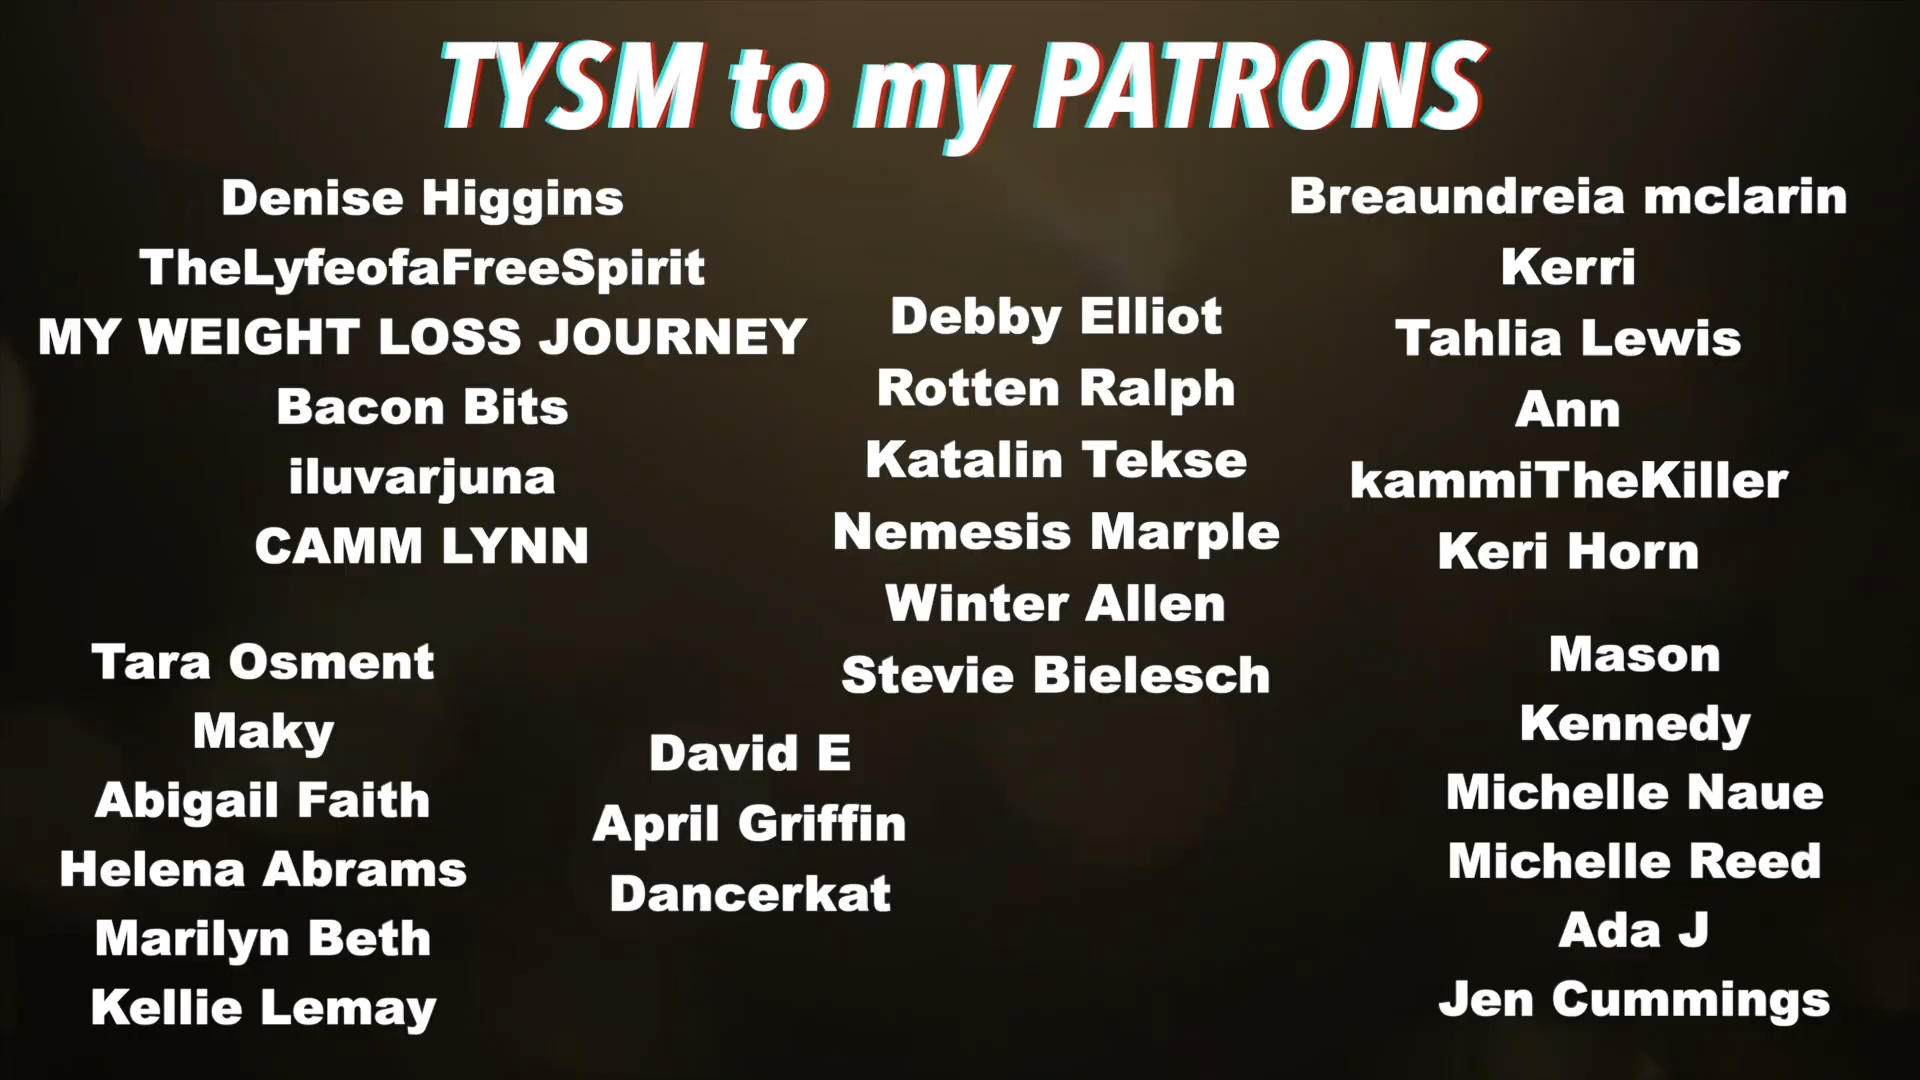 TYSM to my PATRONS
Denise Higgins
TheLyfeofaFreeSpirit
MY WEIGHT LOSS JOURNEY
Bacon Bits
iluvarjuna
CAMM LYNN
Tara Osment
Maky
Abigail Faith
Helena Abrams
Marilyn Beth
Kellie Lemay
Debby Elliot
Rotten Ralph
Katalin Tekse
Nemesis Marple
Winter Allen
Stevie Bielesch
David E
April Griffin
Dancerkat
Breaundreia mclarin
Kerri
Tahlia Lewis
Ann
kammiTheKiller
Keri Horn
Mason
Kennedy
Michelle Naue
Michelle Reed
Ada J
Jen Cummings